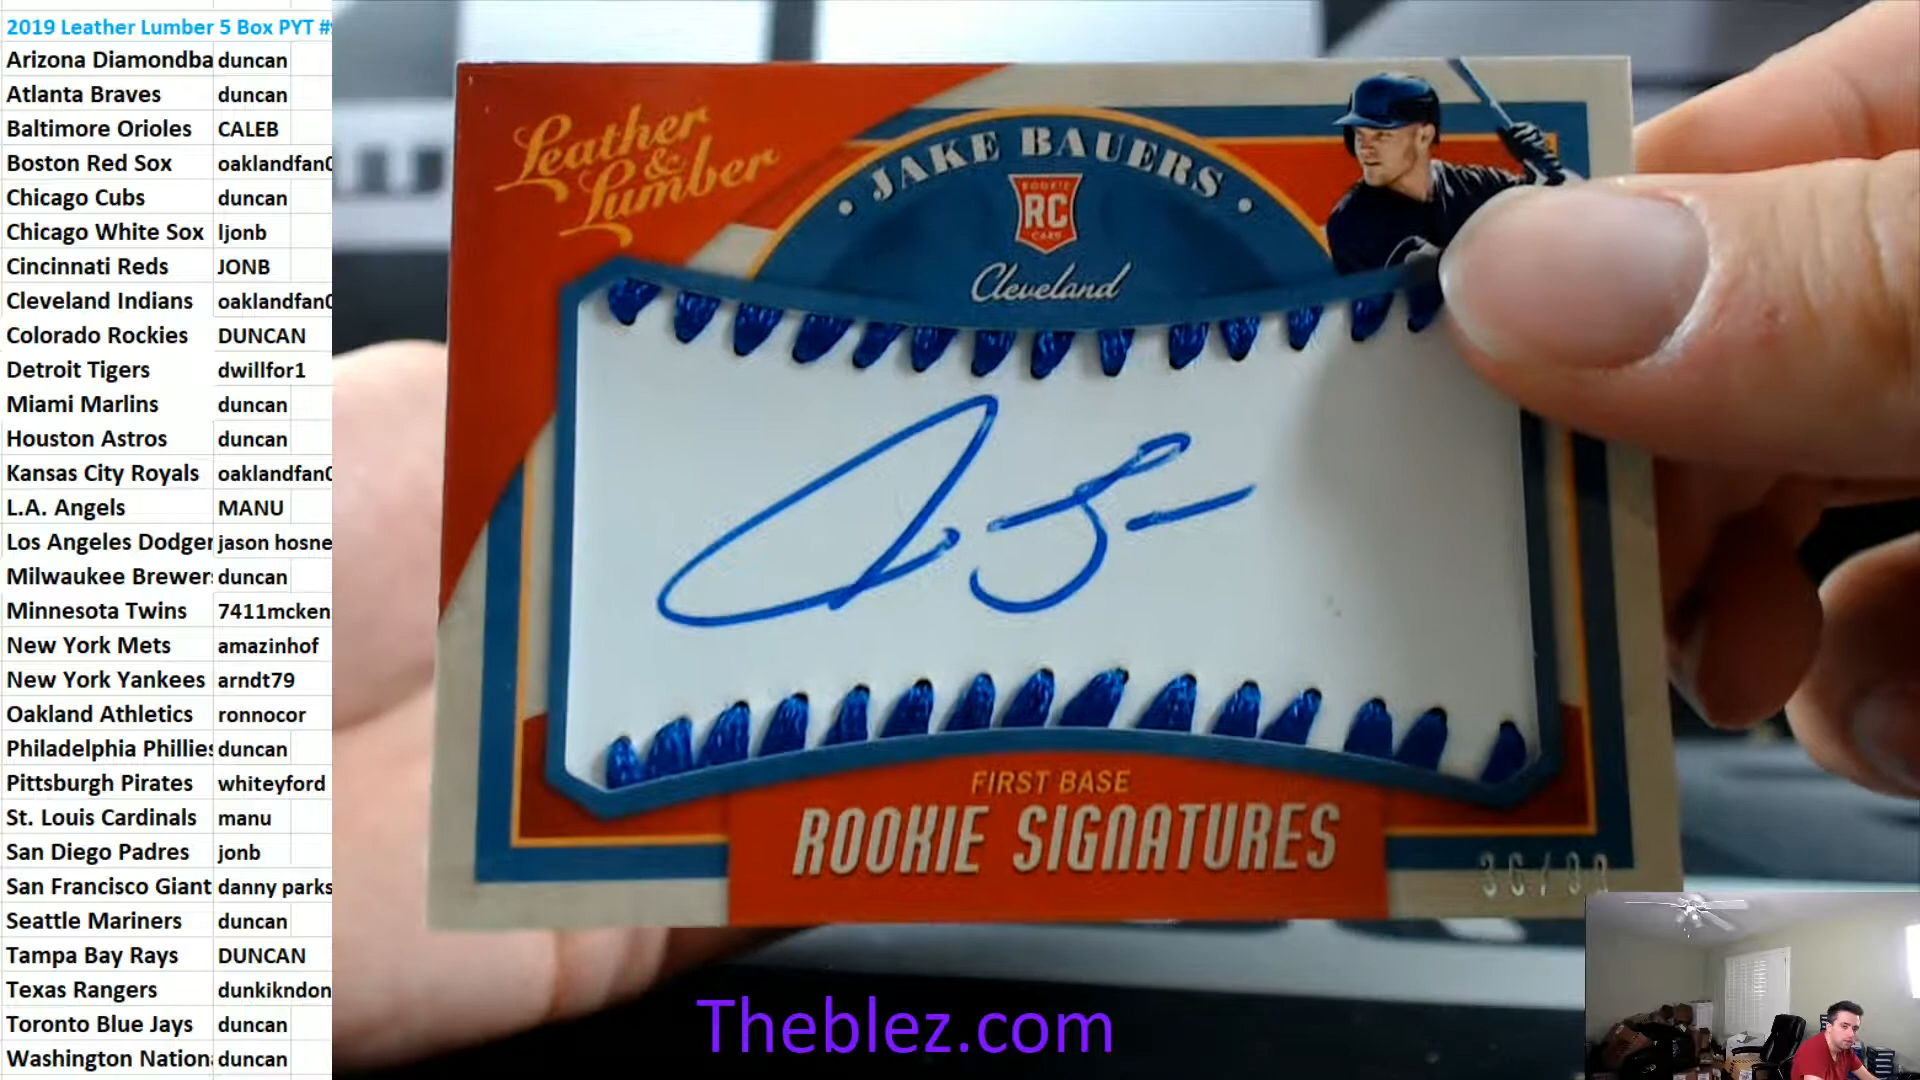 2019 Leather Lumber 5 Box PYT #
Arizona Diamondba duncan
Atlanta Braves duncan
Baltimore Orioles CALEB
Boston Red Sox oaklandfan0
Chicago Cubs duncan
Chicago White Sox ljonb
Cincinnati Reds JONB
Cleveland Indians oaklandfan0
Colorado Rockies DUNCAN
Detroit Tigers dwillfor1
Miami Marlins duncan
Houston Astros duncan
Kansas City Royals oaklandfan0
L.A. Angels MANU
Los Angeles Dodger jason hosne
Milwaukee Brewer duncan
Minnesota Twins 7411mcken
New York Mets amazinhof
New York Yankees arndt79
Oakland Athletics ronnocor
Philadelphia Phillies duncan
Pittsburgh Pirates whiteyford
St. Louis Cardinals manu
San Diego Padres jonb
San Francisco Giant danny parks
Seattle Mariners duncan
Tampa Bay Rays DUNCAN
Texas Rangers dunkikndon
Toronto Blue Jays duncan
Washington Nationa duncan
Leather
&
Lumber
• JAKE BAUERS •
ROOKIE
RC
CARD
Cleveland
FIRST BASE
ROOKIE SIGNATURES
Theblez.com